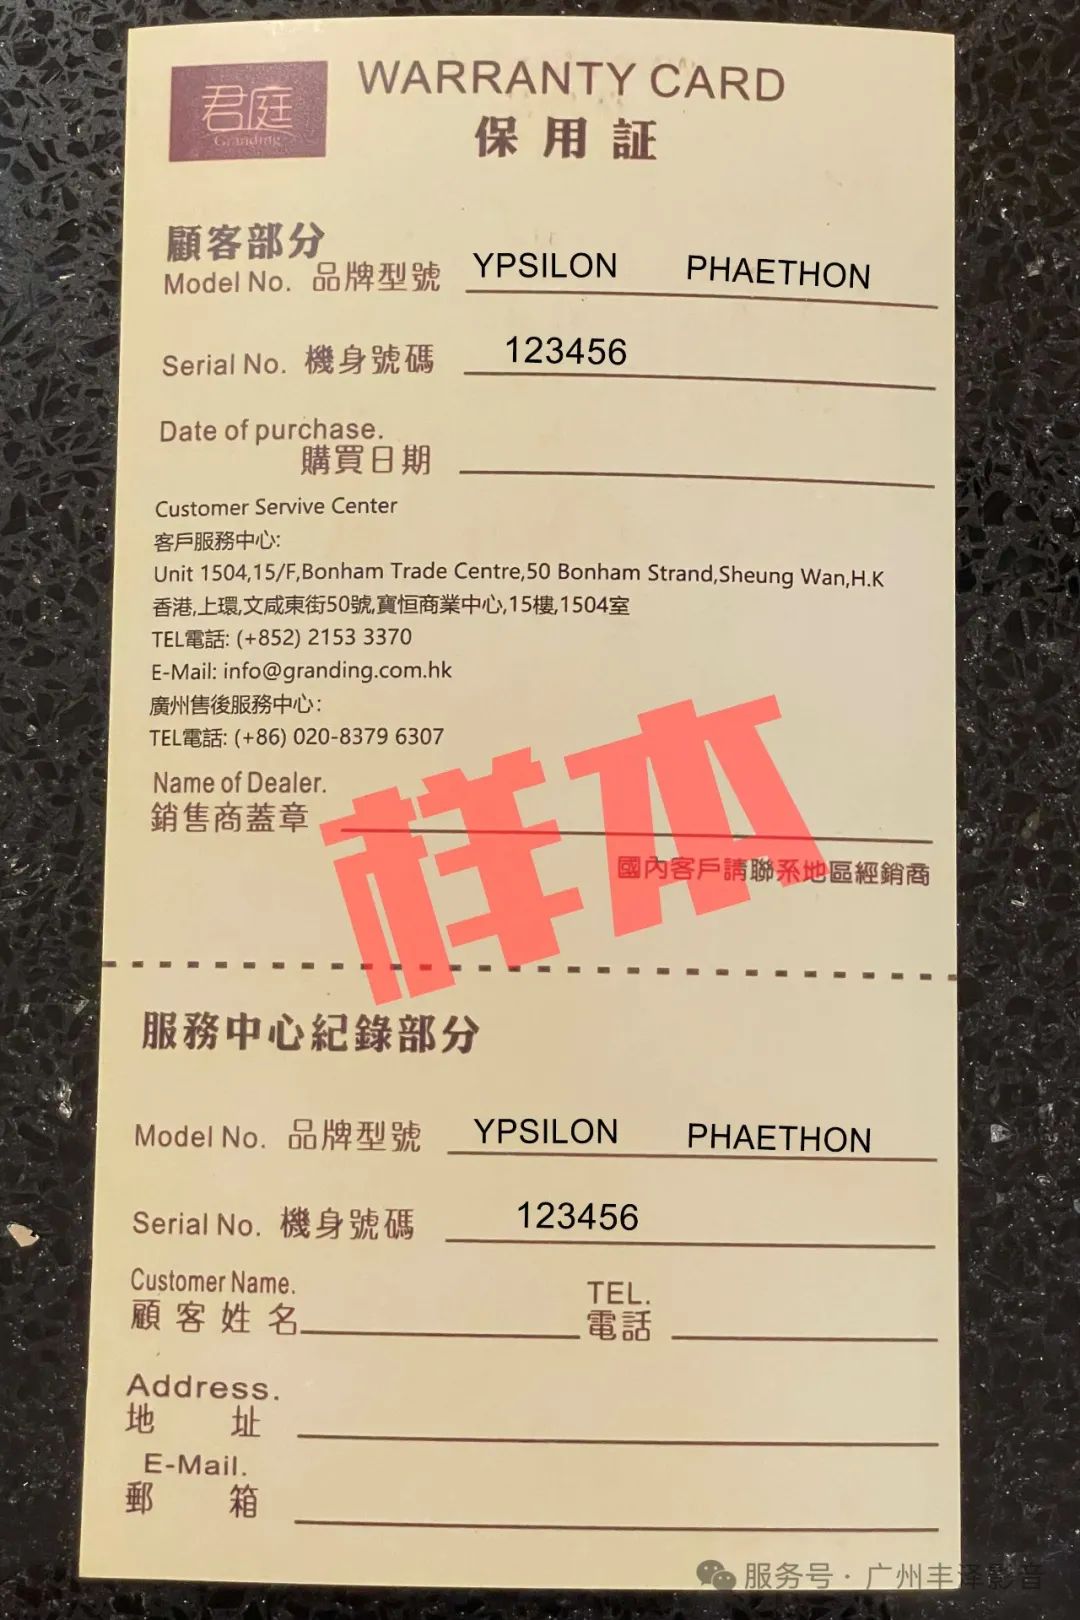 君庭
Granding
WARRANTY CARD
保用証
顧客部分
Model No. 品牌型號 YPSILON PHAETHON
Serial No. 機身號碼 123456
Date of purchase.
購買日期
Customer Servive Center
客戶服務中心:
Unit 1504,15/F,Bonham Trade Centre,50 Bonham Strand,Sheung Wan,H.K
香港,上環,文咸東街50號,寶恒商業中心,15樓,1504室
TEL電話: (+852) 2153 3370
E-Mail: info@granding.com.hk
廣州售後服務中心:
TEL電話: (+86) 020-8379 6307
Name of Dealer.
銷售商蓋章
樣本
國內客戶請聯系地區經銷商
服務中心紀錄部分
Model No. 品牌型號 YPSILON PHAETHON
Serial No. 機身號碼 123456
Customer Name.
顧客姓名
TEL.
電話
Address.
地址
E-Mail.
郵箱
服务号·广州丰泽影音